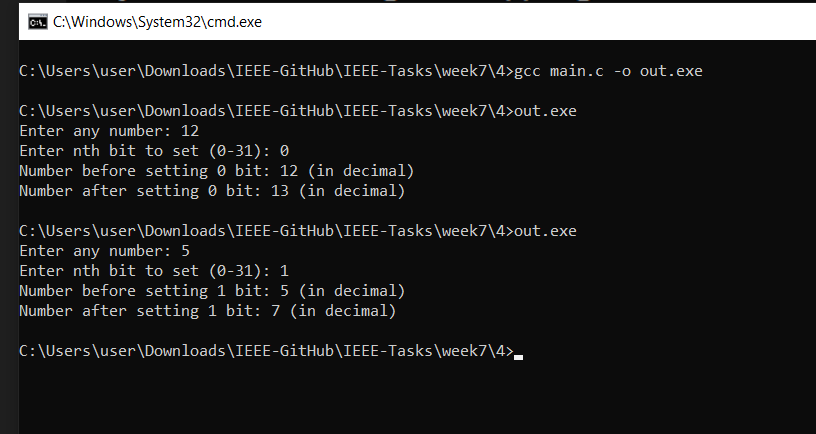 C:\Windows\System32\cmd.exe
C:\Users\user\Downloads\IEEE-GitHub\IEEE-Tasks\week7\4>gcc main.c -o out.exe
C:\Users\user\Downloads\IEEE-GitHub\IEEE-Tasks\week7\4>out.exe
Enter any number: 12
Enter nth bit to set (0-31): 0
Number before setting 0 bit: 12 (in decimal)
Number after setting 0 bit: 13 (in decimal)
C:\Users\user\Downloads\IEEE-GitHub\IEEE-Tasks\week7\4>out.exe
Enter any number: 5
Enter nth bit to set (0-31): 1
Number before setting 1 bit: 5 (in decimal)
Number after setting 1 bit: 7 (in decimal)
C:\Users\user\Downloads\IEEE-GitHub\IEEE-Tasks\week7\4>